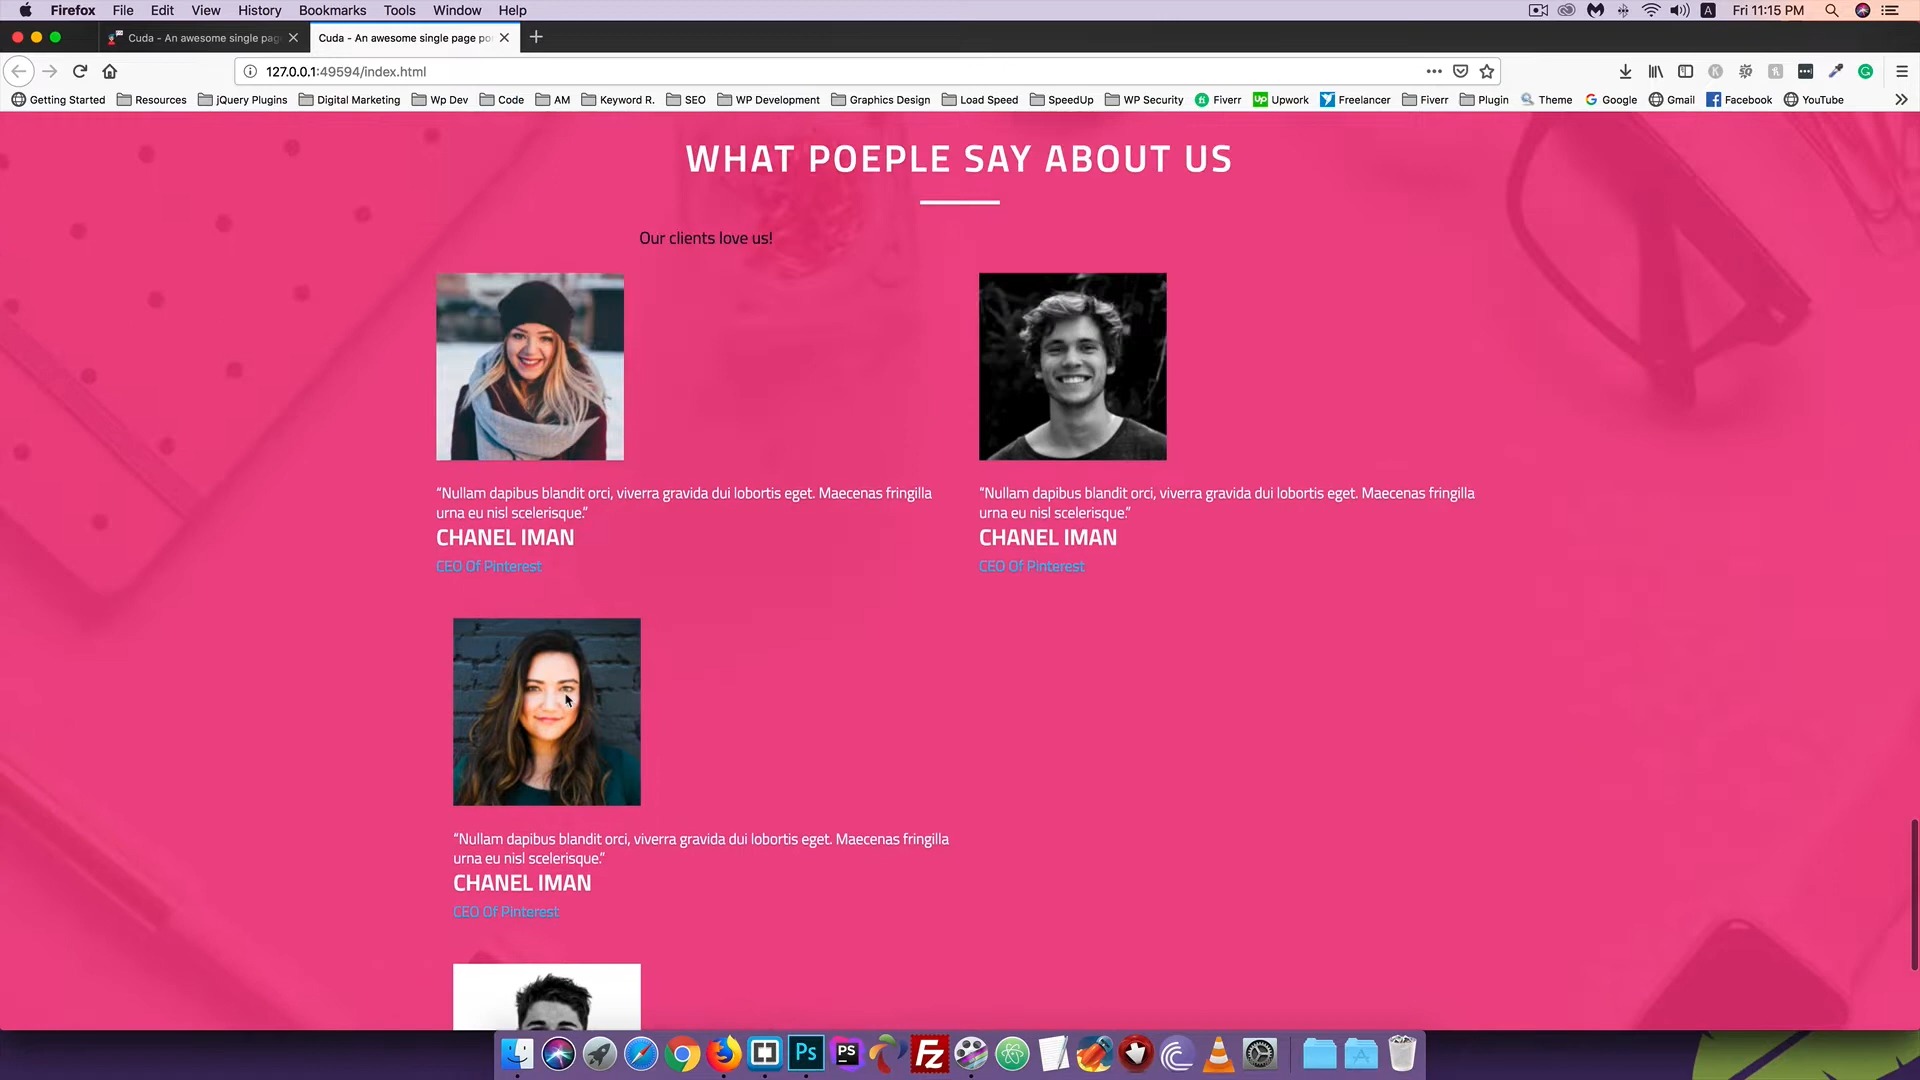 Firefox File Edit View History Bookmarks Tools Window Help
A Fri 11:15 PM
Cuda - An awesome single pag
Cuda - An awesome single page po
127.0.0.1:49594/index.html
Getting Started Resources jQuery Plugins Digital Marketing Wp Dev Code AM Keyword R. SEO WP Development Graphics Design Load Speed SpeedUp WP Security Fiverr Upwork Freelancer Fiverr Plugin Theme Google Gmail Facebook YouTube
WHAT POEPLE SAY ABOUT US
Our clients love us!
“Nullam dapibus blandit orci, viverra gravida dui lobortis eget. Maecenas fringilla
urna eu nisl scelerisque.”
CHANEL IMAN
CEO Of Pinterest
“Nullam dapibus blandit orci, viverra gravida dui lobortis eget. Maecenas fringilla
urna eu nisl scelerisque.”
CHANEL IMAN
CEO Of Pinterest
“Nullam dapibus blandit orci, viverra gravida dui lobortis eget. Maecenas fringilla
urna eu nisl scelerisque.”
CHANEL IMAN
CEO Of Pinterest
Ps PS FZ